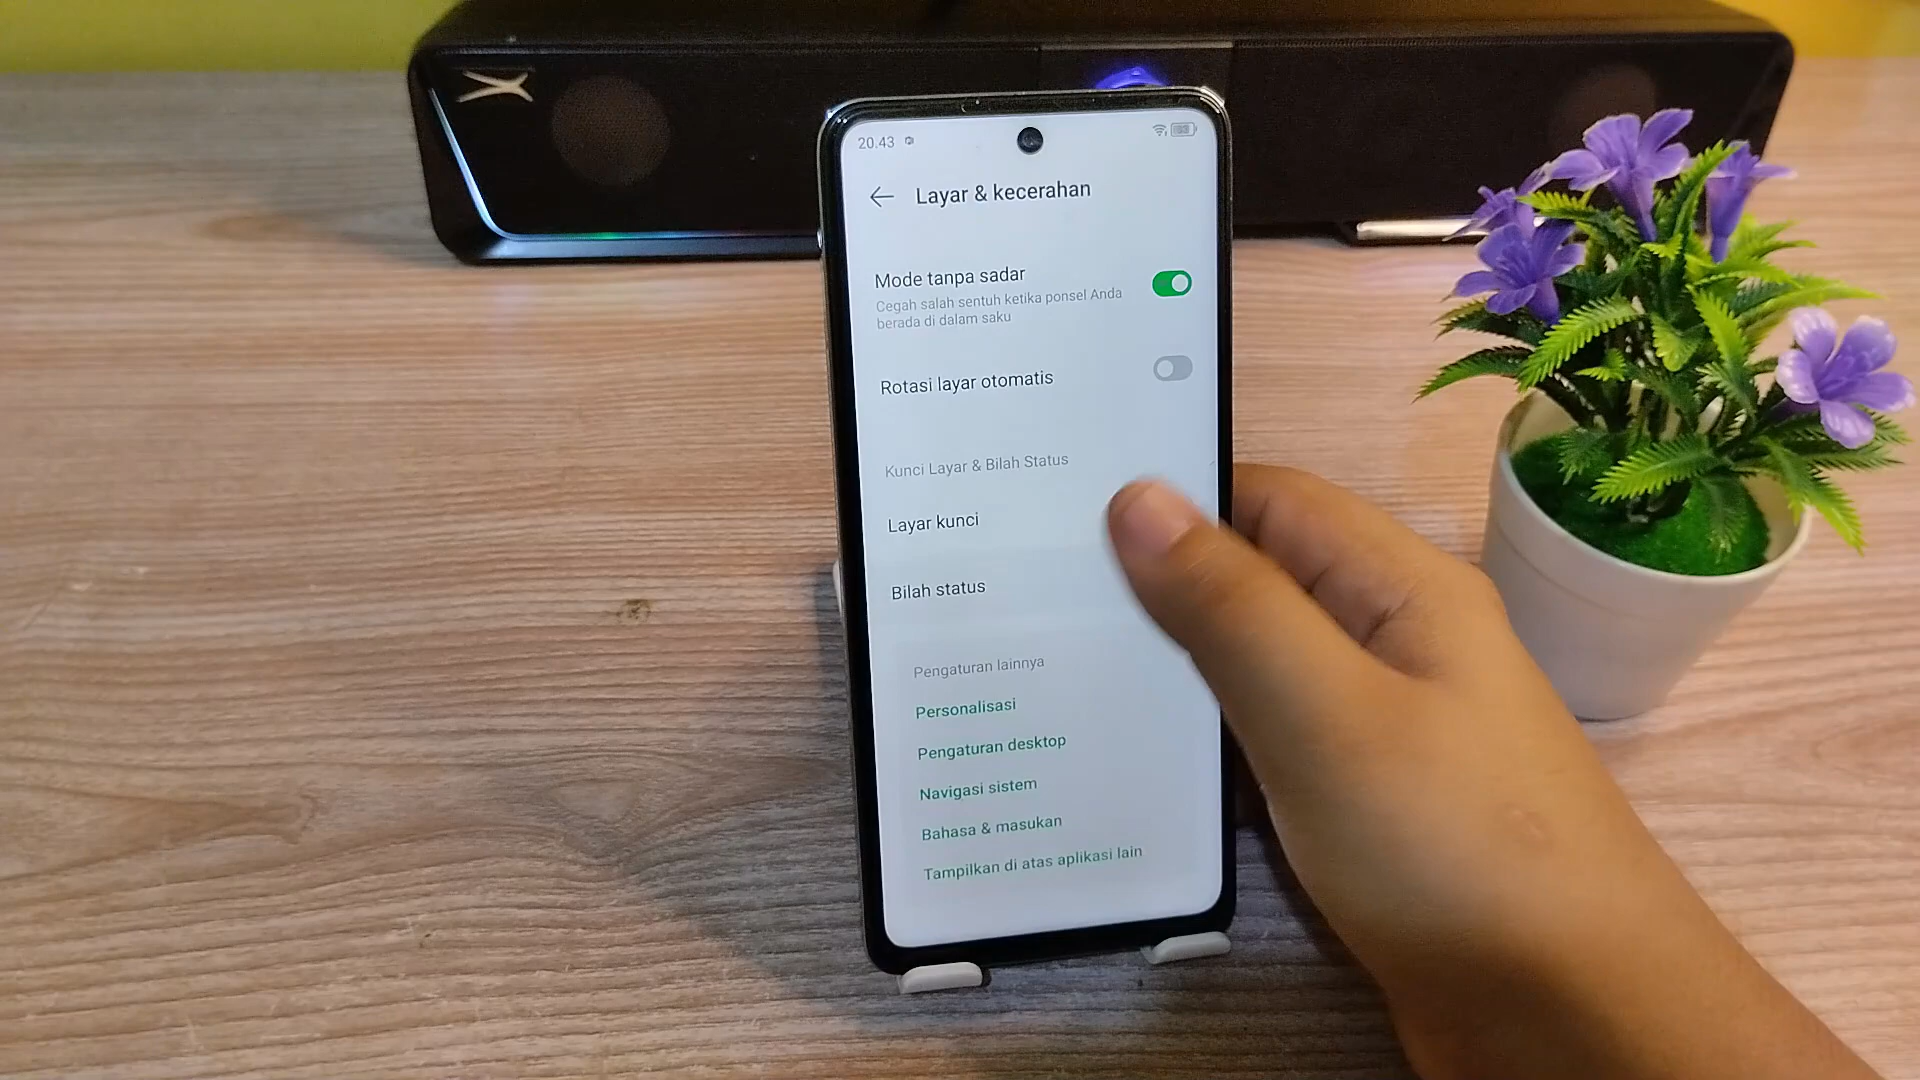 20.43
Layar & kecerahan
Mode tanpa sadar
Cegah salah sentuh ketika ponsel Anda
berada di dalam saku
Rotasi layar otomatis
Kunci Layar & Bilah Status
Layar kunci
Bilah status
Pengaturan lainnya
Personalisasi
Pengaturan desktop
Navigasi sistem
Bahasa & masukan
Tampilkan di atas aplikasi lain